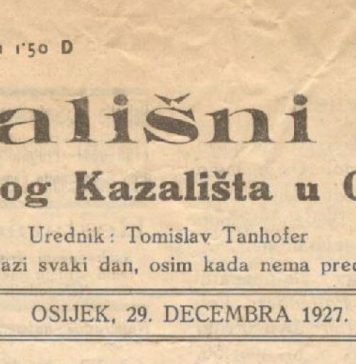 1·50 D
ališni
og Kazališta u
Urednik: Tomislav Tanhofer
azi svaki dan, osim kada nema pred
OSIJEK, 29. DECEMBRA 1927.